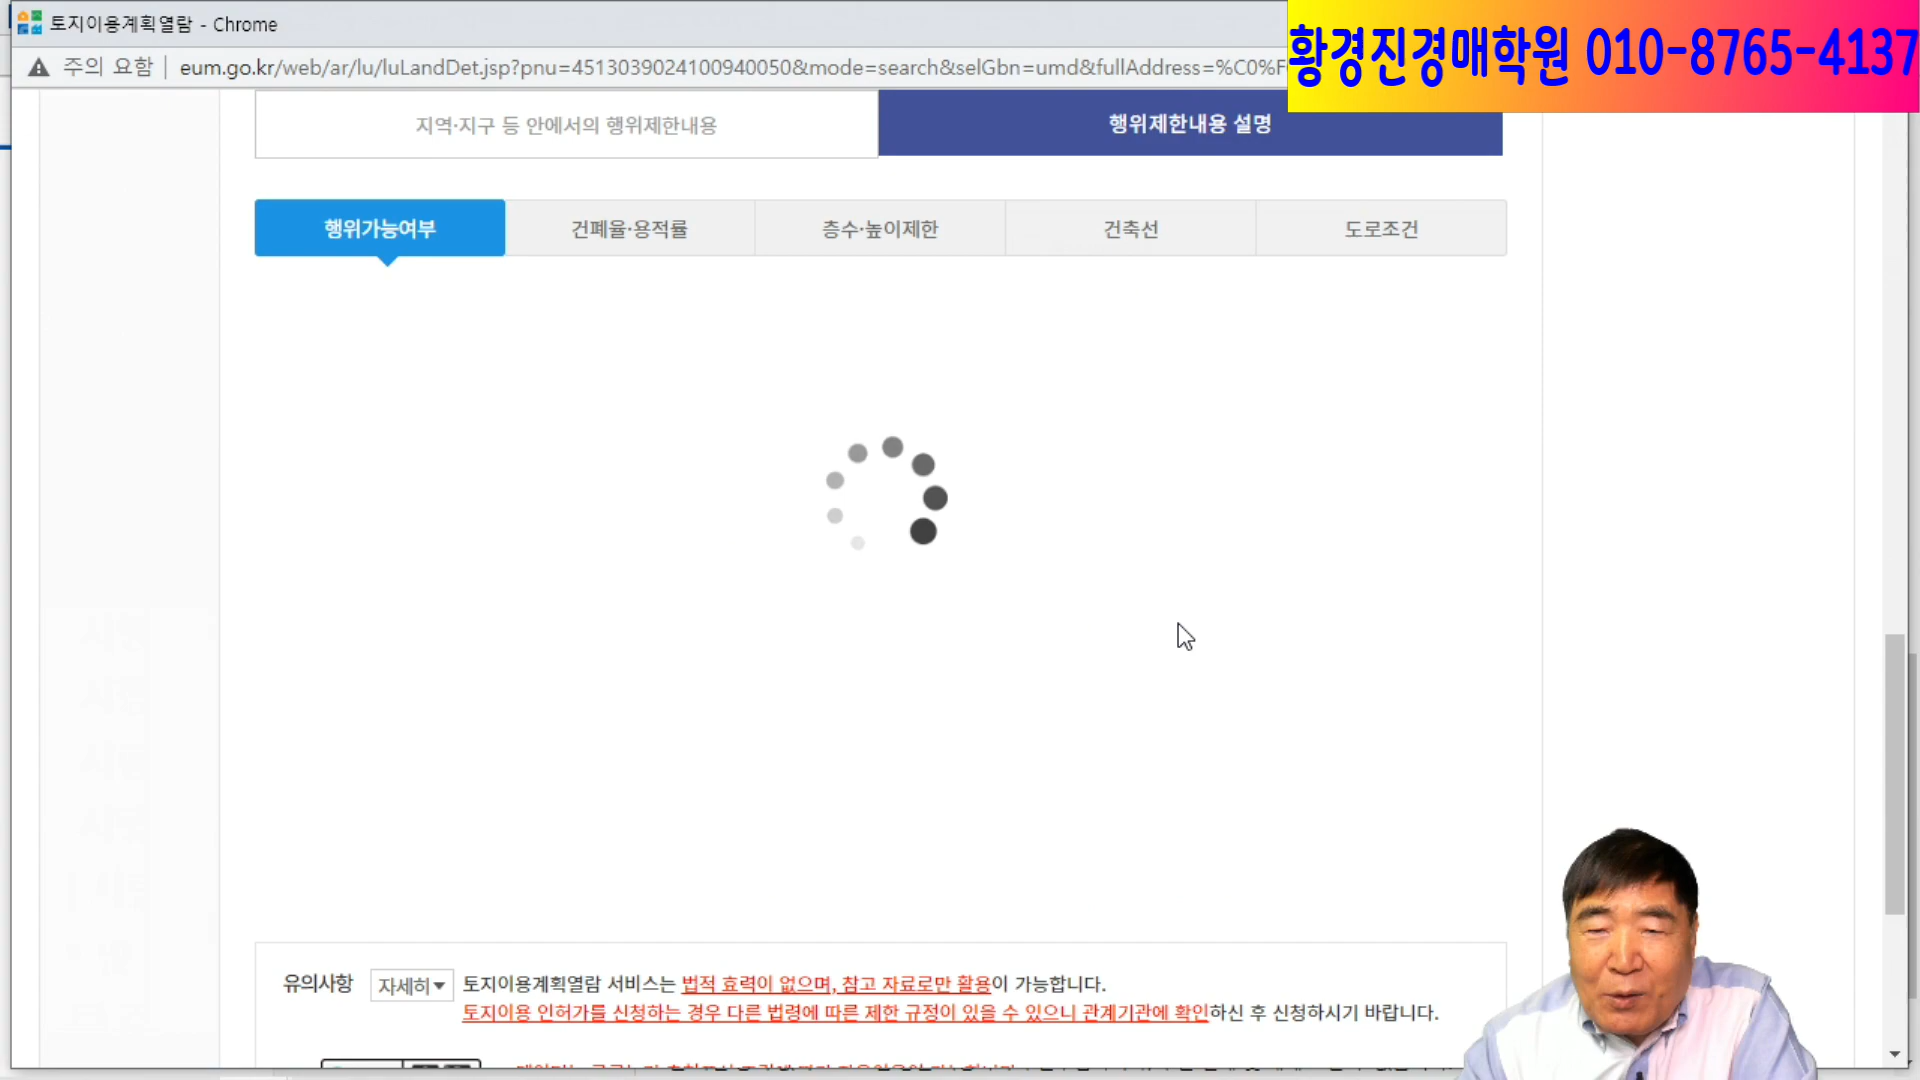 토지이용계획열람 - Chrome
황경진경매학원 010-8765-4137
주의 요함 eum.go.kr/web/ar/lu/luLandDet.jsp?pnu=4513039024100940050&mode=search&selGbn=umd&fullAddress=%C0%F
지역·지구 등 안에서의 행위제한내용
행위제한내용 설명
행위가능여부
건폐율·용적률
층수·높이제한
건축선
도로조건
유의사항 자세히 토지이용계획열람 서비스는 법적 효력이 없으며, 참고 자료로만 활용이 가능합니다.
토지이용 인허가를 신청하는 경우 다른 법령에 따른 제한 규정이 있을 수 있으니 관계기관에 확인하신 후 신청하시기 바랍니다.